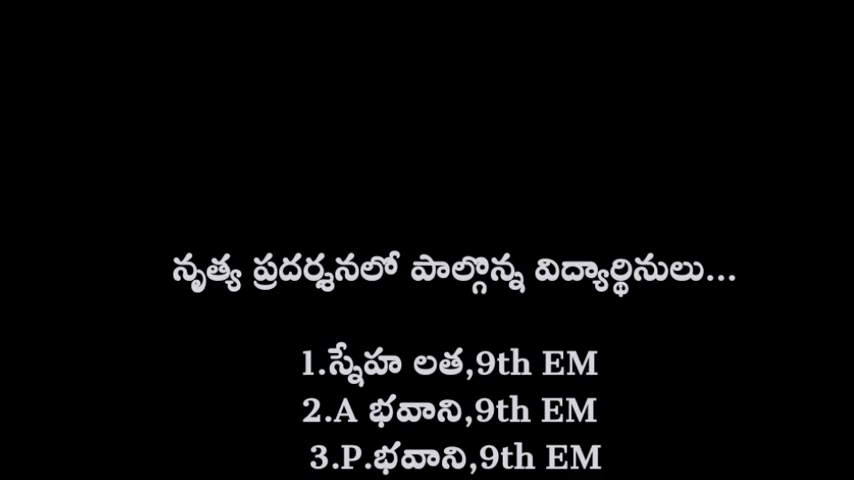 నృత్య ప్రదర్శనలో పాల్గొన్న విద్యార్థినులు...
1.స్నేహ లత,9th EM
2.A భవాని,9th EM
3.P.భవాని,9th EM